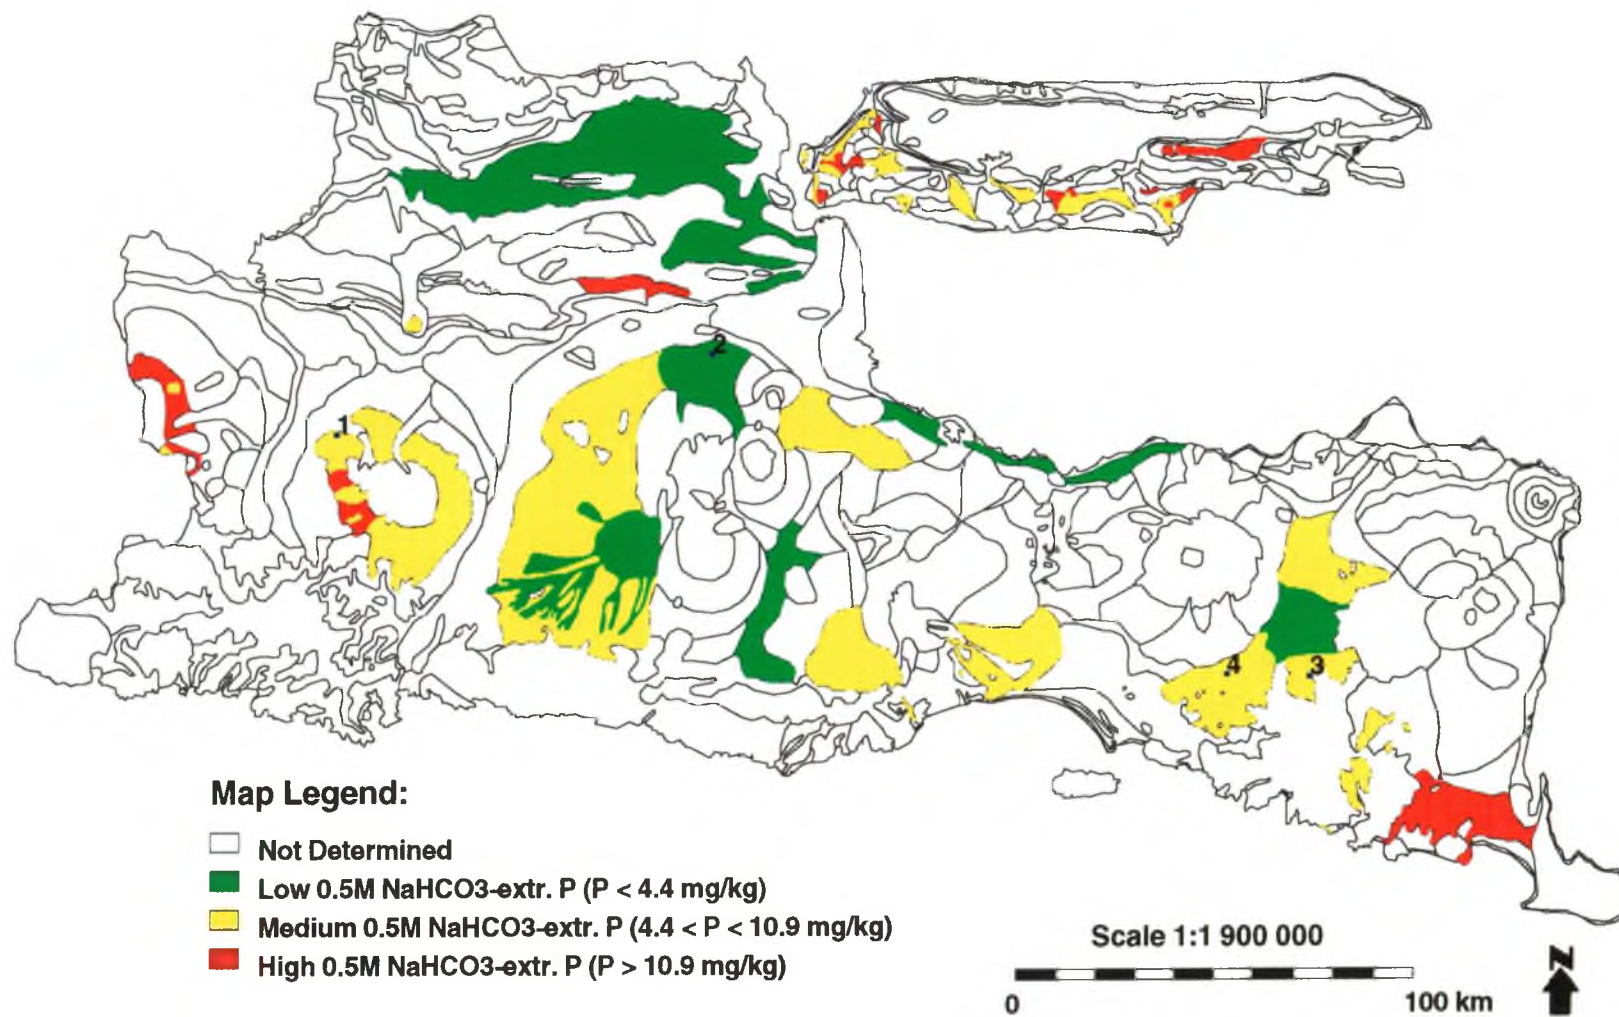 2
1
4
3
Map Legend:
Not Determined
Low 0.5M NaHCO3-extr. P (P < 4.4 mg/kg)
Medium 0.5M NaHCO3-extr. P (4.4 < P < 10.9 mg/kg)
High 0.5M NaHCO3-extr. P (P > 10.9 mg/kg)
Scale 1:1 900 000
0
100 km
N